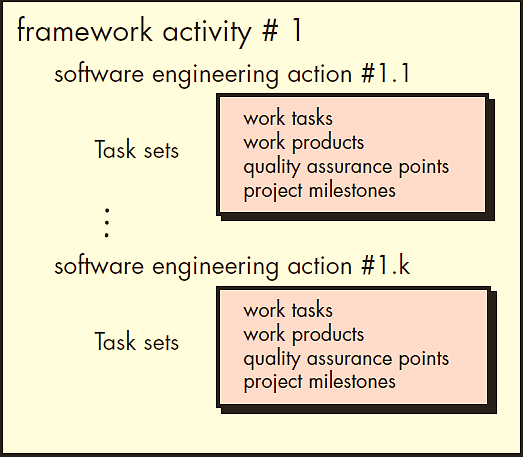 framework activity # 1
software engineering action #1.1
Task sets
work tasks
work products
quality assurance points
project milestones
software engineering action #1.k
Task sets
work tasks
work products
quality assurance points
project milestones